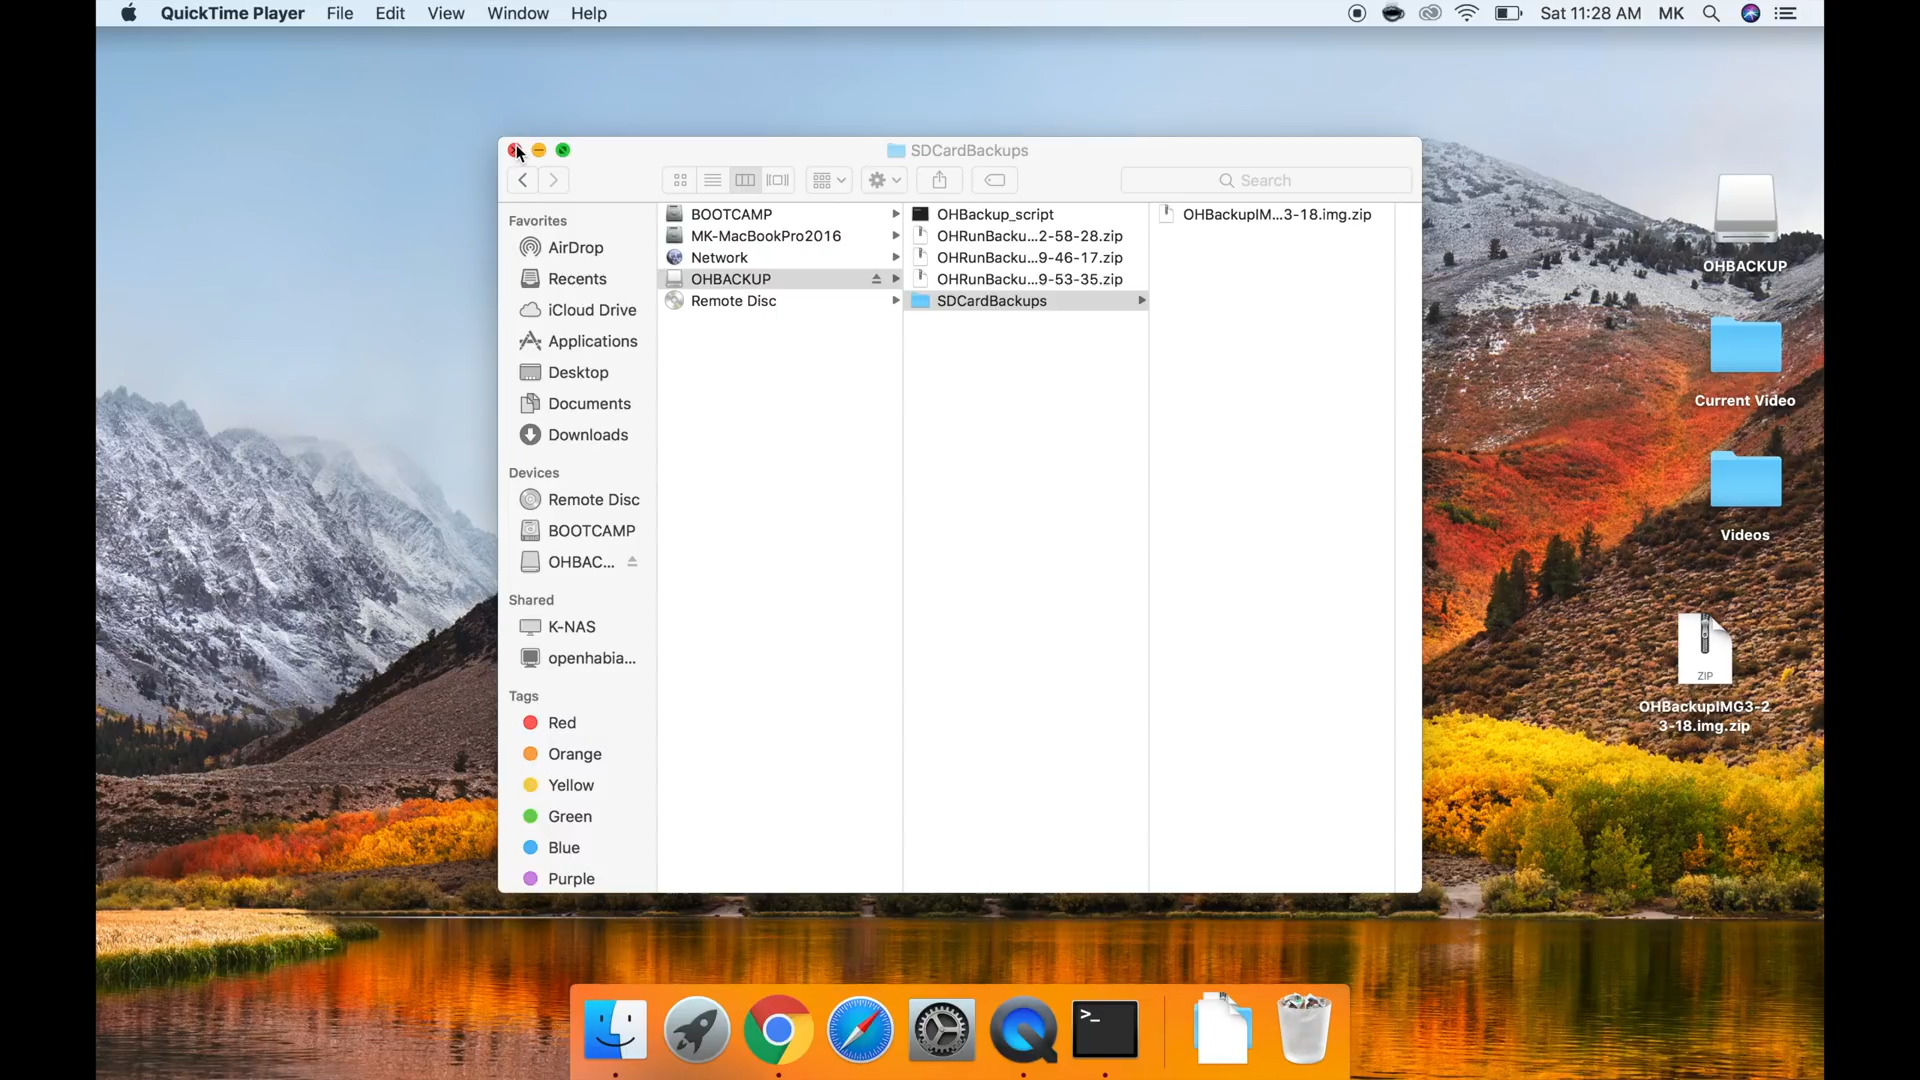 QuickTime Player File Edit View Window Help Sat 11:28 AM MK
SDCardBackups
Search
Favorites
AirDrop
Recents
iCloud Drive
Applications
Desktop
Documents
Downloads
Devices
Remote Disc
BOOTCAMP
OHBAC...
Shared
K-NAS
openhabia...
Tags
Red
Orange
Yellow
Green
Blue
Purple
BOOTCAMP
MK-MacBookPro2016
Network
OHBACKUP
Remote Disc
OHBackup_script
OHRunBacku...2-58-28.zip
OHRunBacku...9-46-17.zip
OHRunBacku...9-53-35.zip
SDCardBackups
OHBackupIM...3-18.img.zip
OHBACKUP
Current Video
Videos
ZIP
OHBackupIMG3-2
3-18.img.zip
>_